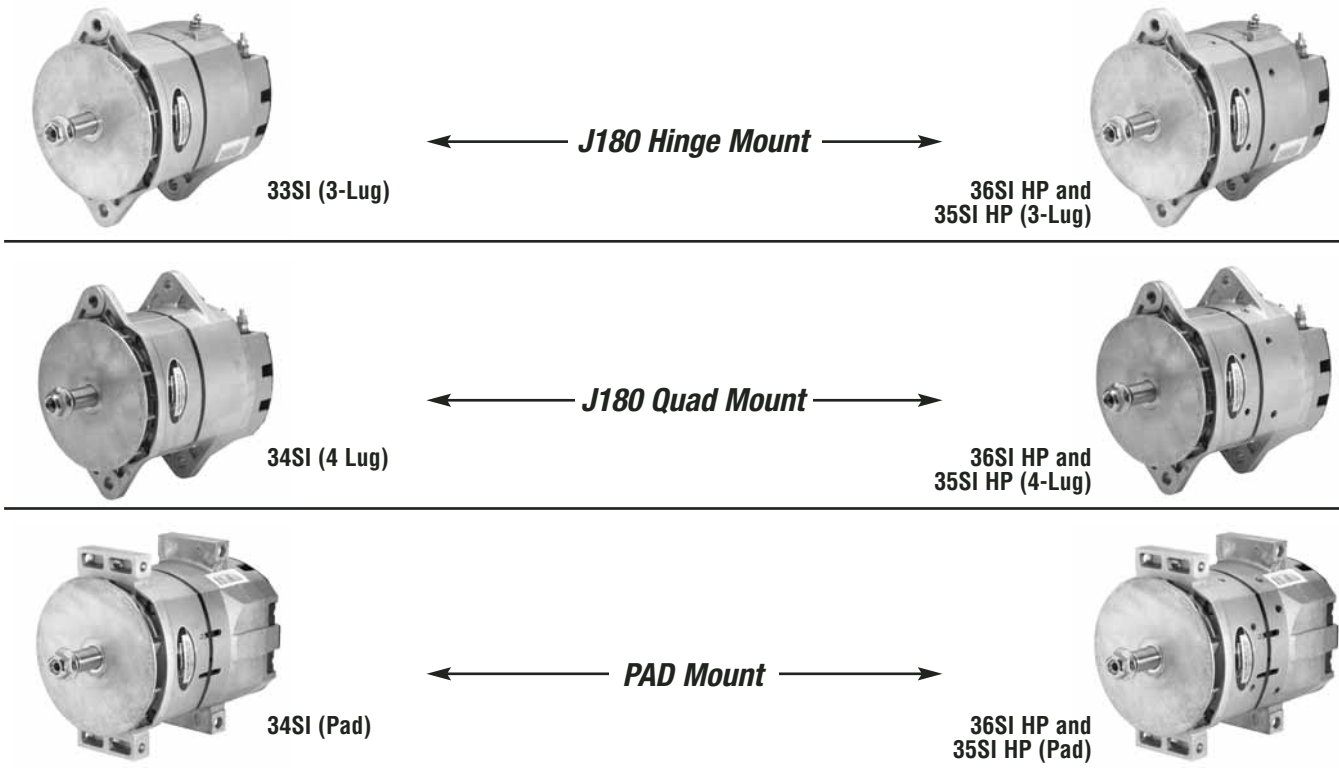 J180 Hinge Mount
33SI (3-Lug)
36SI HP and
35SI HP (3-Lug)
J180 Quad Mount
34SI (4 Lug)
36SI HP and
35SI HP (4-Lug)
PAD Mount
34SI (Pad)
36SI HP and
35SI HP (Pad)